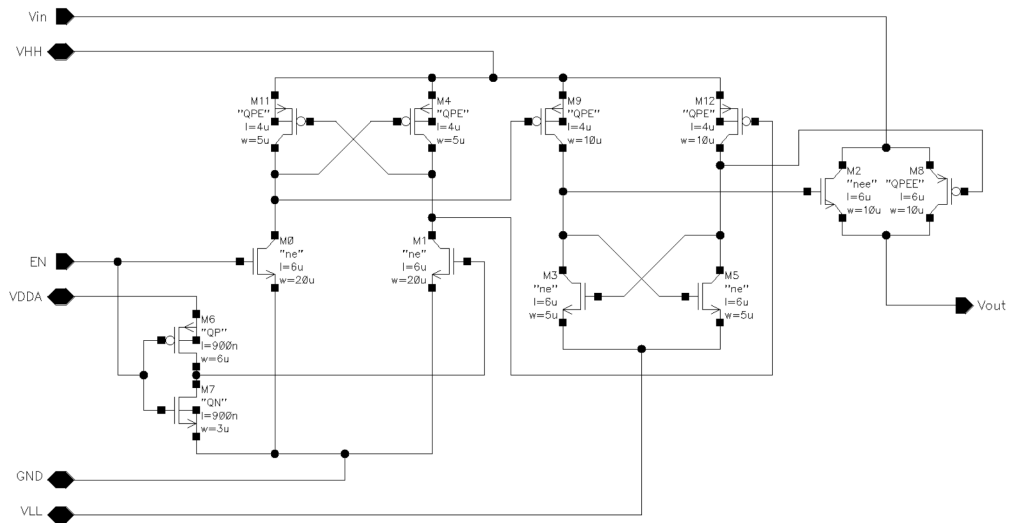 Vin
VHH
M11
"QPE"
l=4u
w=5u
M4
"QPE"
l=4u
w=5u
M9
"QPE"
l=4u
w=10u
M12
"QPE"
l=4u
w=10u
M2
"nee"
l=6u
w=10u
M8
"QPEE"
l=6u
w=10u
EN
M0
"ne"
l=6u
w=20u
M1
"ne"
l=6u
w=20u
M3
"ne"
l=6u
w=5u
M5
"ne"
l=6u
w=5u
Vout
VDDA
M6
"QP"
l=900n
w=6u
M7
"QN"
l=900n
w=3u
GND
VLL